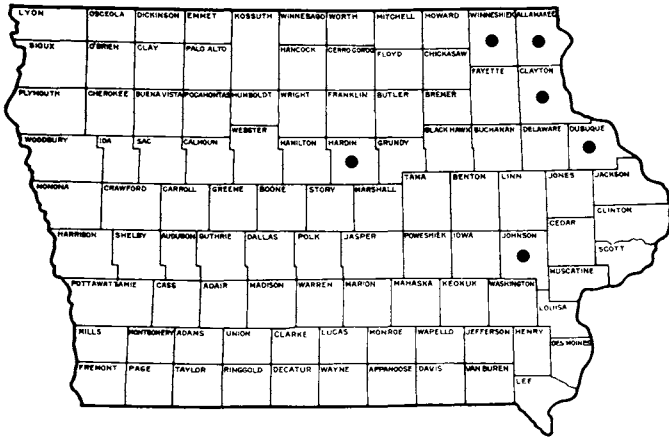 LYON OSCEOLA DICKINSON EMMET KOSSUTH WINNEBAGO WORTH MITCHELL HOWARD WINNESHIEK ALLAMAKEE
SIOUX O'BRIEN CLAY PALO ALTO HANCOCK CERRO GORDO FLOYD CHICKASAW
FAYETTE CLAYTON
PLYMOUTH CHEROKEE BUENA VISTA POCAHONTAS HUMBOLDT WRIGHT FRANKLIN BUTLER BREMER
WOODBURY IDA SAC CALHOUN WEBSTER HAMILTON HARDIN GRUNDY BLACK HAWK BUCHANAN DELAWARE DUBUQUE
MONONA CRAWFORD CARROLL GREENE BOONE STORY MARSHALL TAMA BENTON LINN JONES JACKSON
CEDAR CLINTON
HARRISON SHELBY AUDUBON GUTHRIE DALLAS POLK JASPER POWESHIEK IOWA JOHNSON SCOTT
MUSCATINE
POTTAWATTAMIE CASS ADAIR MADISON WARREN MARION MAHASKA KEOKUK WASHINGTON
LOUISA
MILLS MONTGOMERY ADAMS UNION CLARKE LUCAS MONROE WAPELLO JEFFERSON HENRY DES MOINES
FREMONT PAGE TAYLOR RINGGOLD DECATUR WAYNE APPANOOSE DAVIS VAN BUREN
LEE